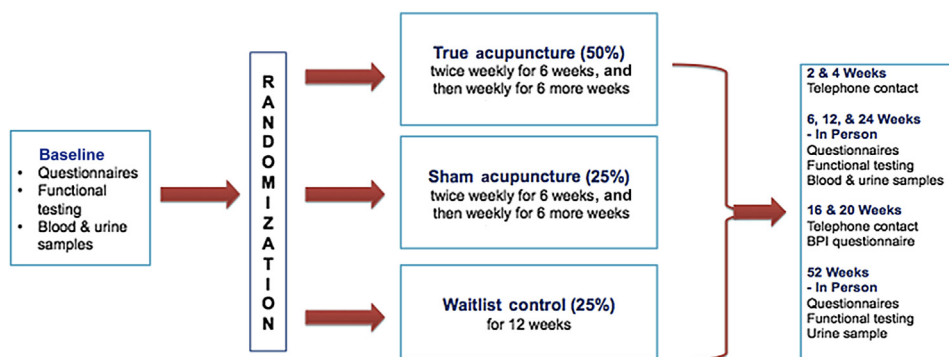 Baseline
• Questionnaires
• Functional
testing
• Blood & urine
samples
RANDOMIZATION
True acupuncture (50%)
twice weekly for 6 weeks, and
then weekly for 6 more weeks
Sham acupuncture (25%)
twice weekly for 6 weeks, and
then weekly for 6 more weeks
Waitlist control (25%)
for 12 weeks
2 & 4 Weeks
Telephone contact
6, 12, & 24 Weeks
- In Person
Questionnaires
Functional testing
Blood & urine samples
16 & 20 Weeks
Telephone contact
BPI questionnaire
52 Weeks
- In Person
Questionnaires
Functional testing
Urine sample